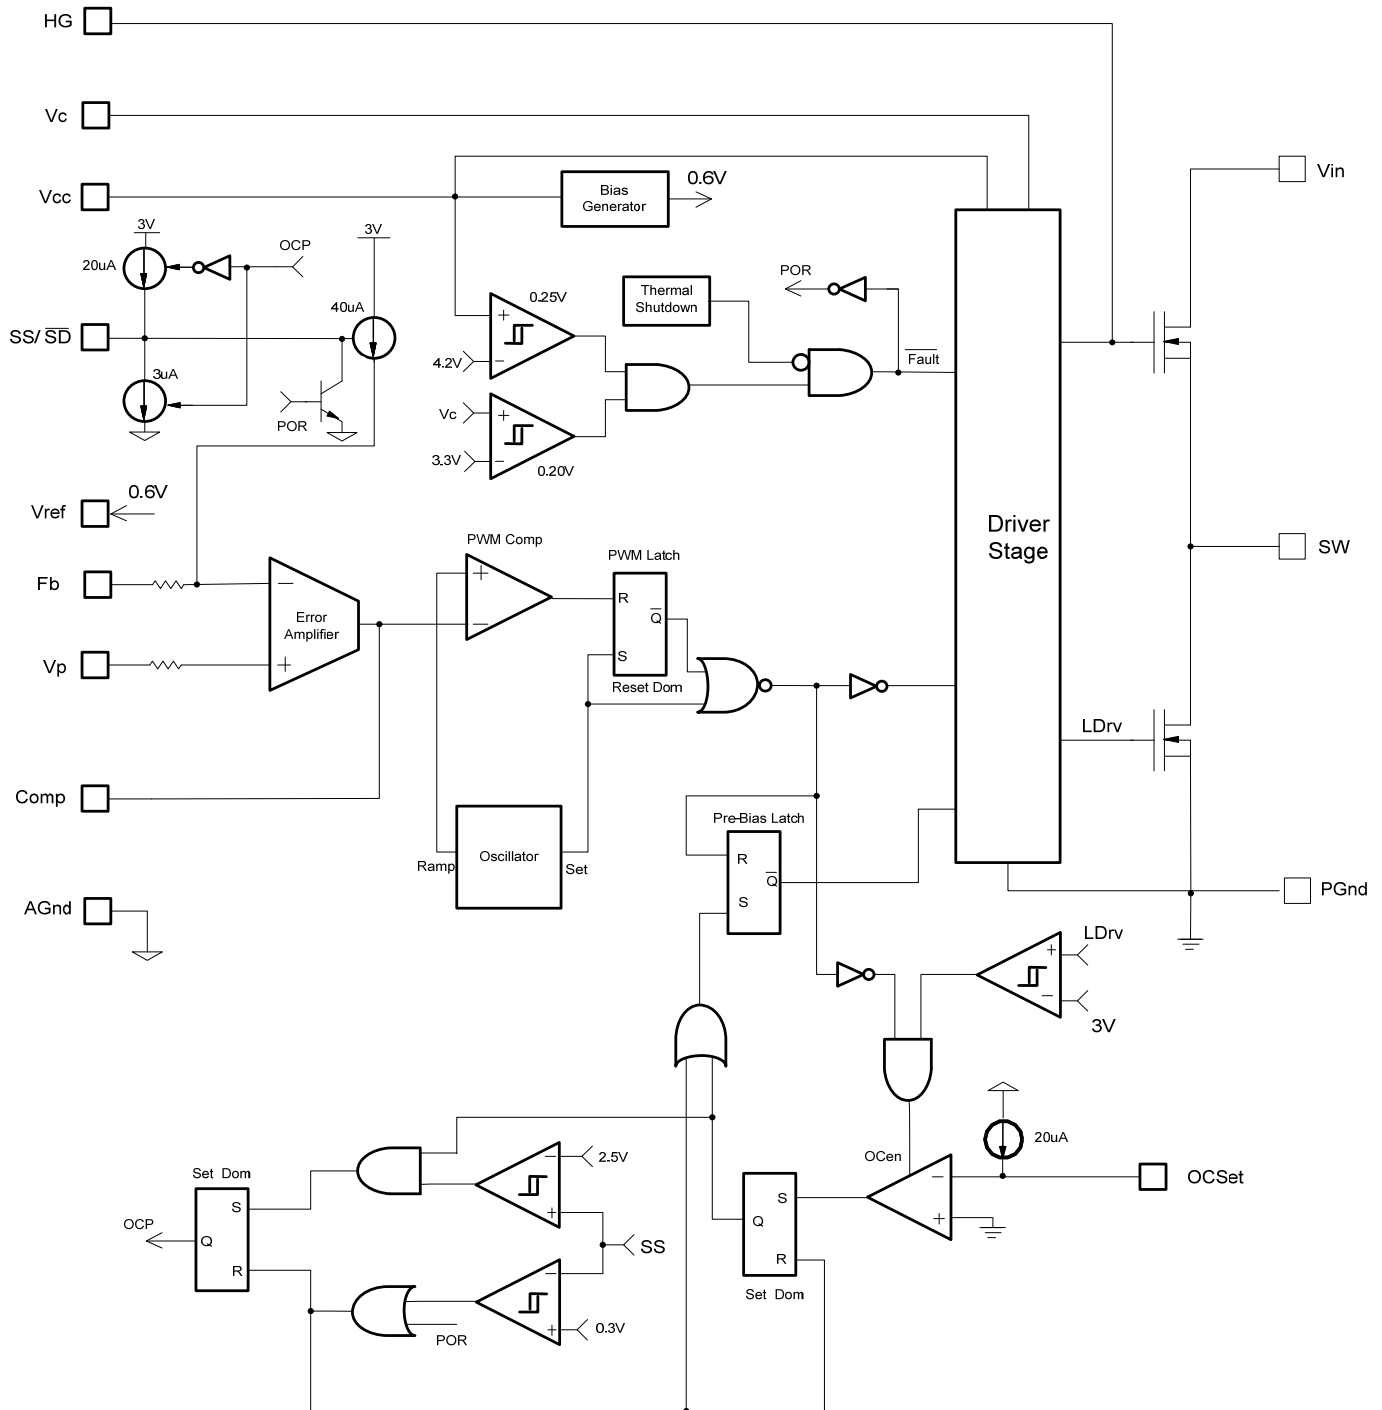 HG
Vc
Vcc
Bias
Generator
0.6V
Vin
3V
3V
OCP
20uA
Thermal
Shutdown
POR
0.25V
40uA
+
SS/ SD
4.2V
−
Fault
3uA
Vc
+
POR
3.3V
−
0.20V
0.6V
Vref
Driver
Stage
PWM Comp
SW
PWM Latch
Fb
−
+
R
Q
Error
Amplifier
−
S
Vp
+
Reset Dom
LDrv
Comp
Pre-Bias Latch
Ramp
Oscillator
Set
R
Q
S
AGnd
PGnd
LDrv
+
−
3V
20uA
2.5V
−
OCen
Set Dom
−
OCSet
S
+
S
+
OCP
Q
Q
SS
R
−
R
Set Dom
+
0.3V
POR